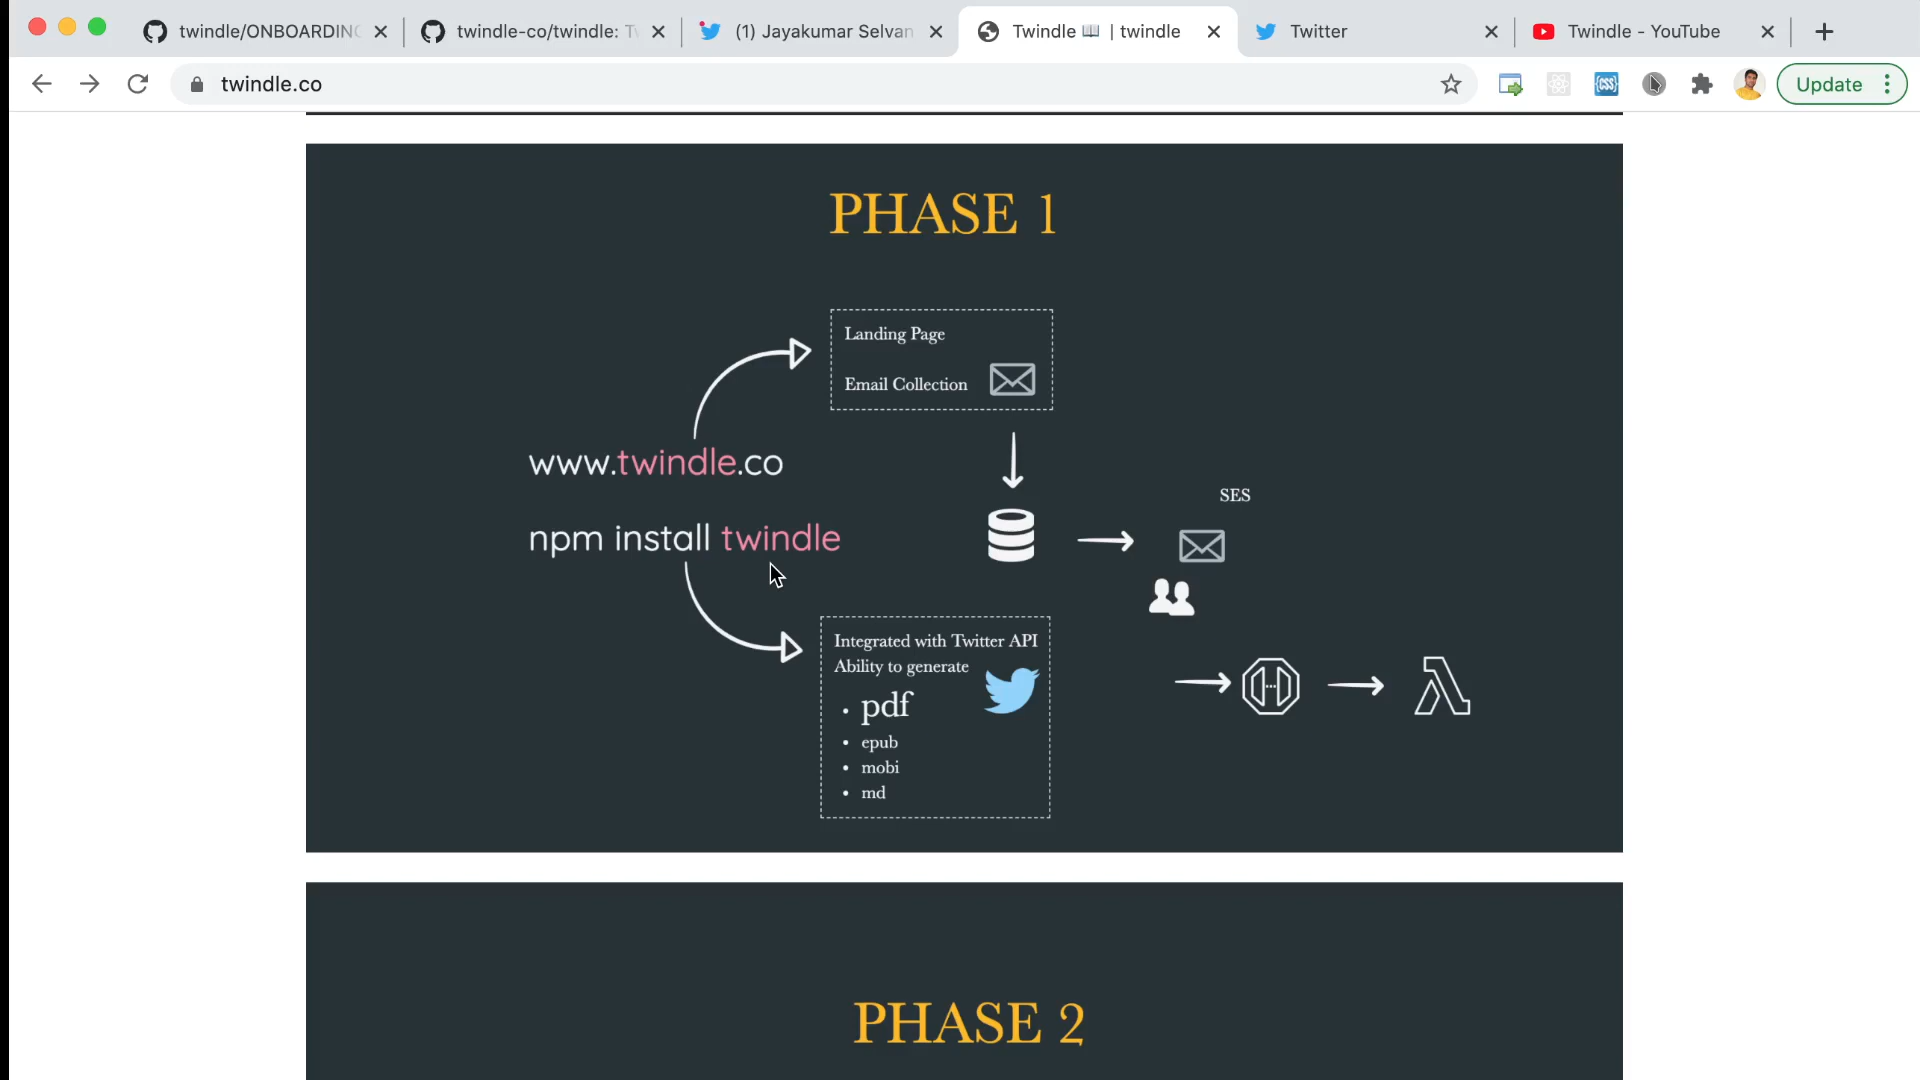 twindle/ONBOARDING
twindle-co/twindle: T
(1) Jayakumar Selvan
Twindle 📖 | twindle
Twitter
Twindle - YouTube
twindle.co
Update
PHASE 1
Landing Page
Email Collection
www.twindle.co
SES
npm install twindle
Integrated with Twitter API
Ability to generate
• pdf
• epub
• mobi
• md
PHASE 2